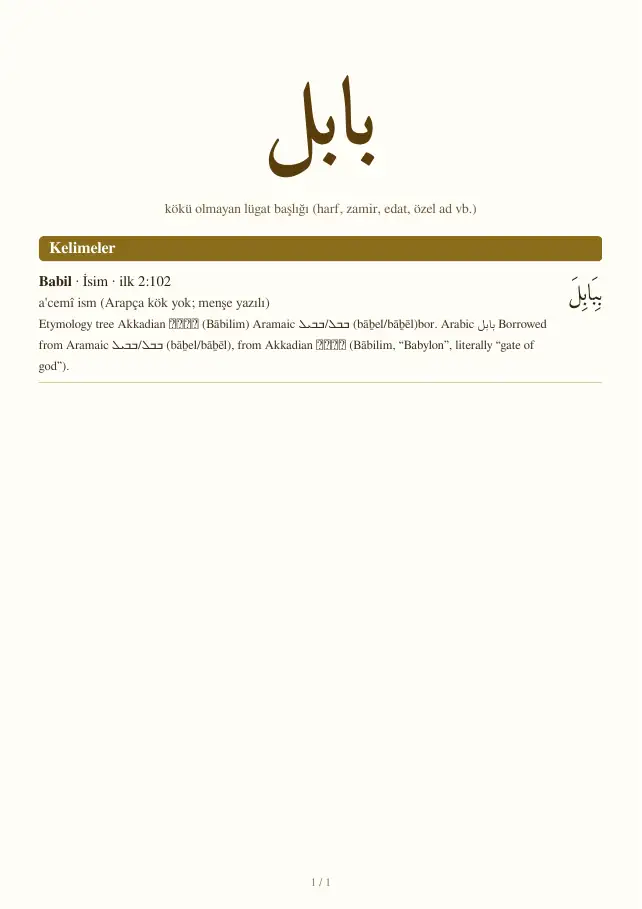 بابل
kökü olmayan lügat başlığı (harf, zamir, edat, özel ad vb.)
Kelimeler
Babil · İsim · ilk 2:102
بِبَابِلَ
a'cemî ism (Arapça kök yok; menşe yazılı)
Etymology tree Akkadian (Bābilim) Aramaic ܒܒܠ/ܒܒܝܠ (bāḇel/bāḇēl)bor. Arabic بابل Borrowed
from Aramaic ܒܒܠ/ܒܒܝܠ (bāḇel/bāḇēl), from Akkadian (Bābilim, “Babylon”, literally “gate of
god”).
1 / 1